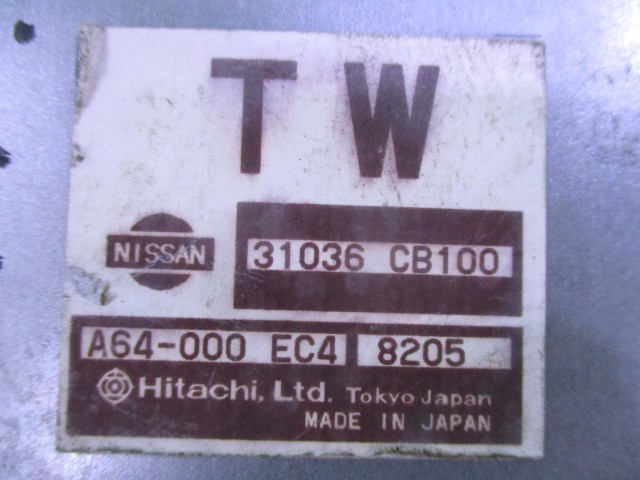 TW
NISSAN
31036 CB100
A64-000 EC4 8205
Hitachi, Ltd. Tokyo Japan
MADE IN JAPAN